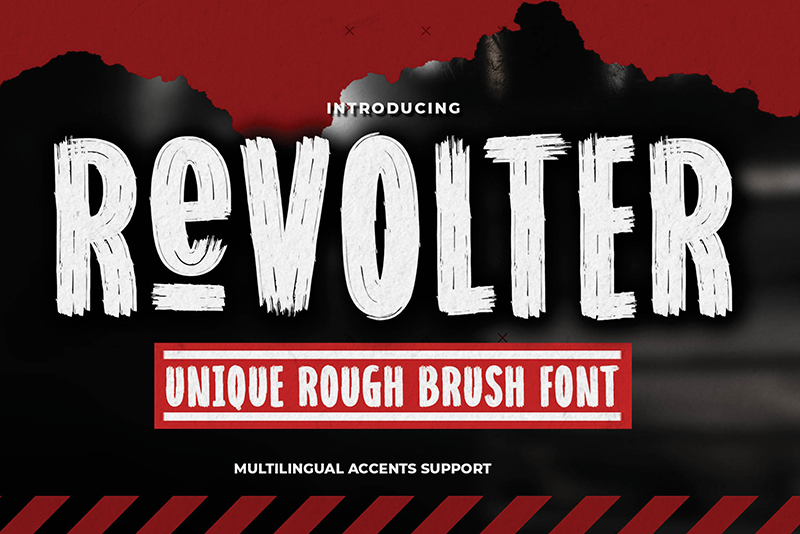 INTRODUCING
ReVOLTER
UNIQUE ROUGH BRUSH FONT
MULTILINGUAL ACCENTS SUPPORT